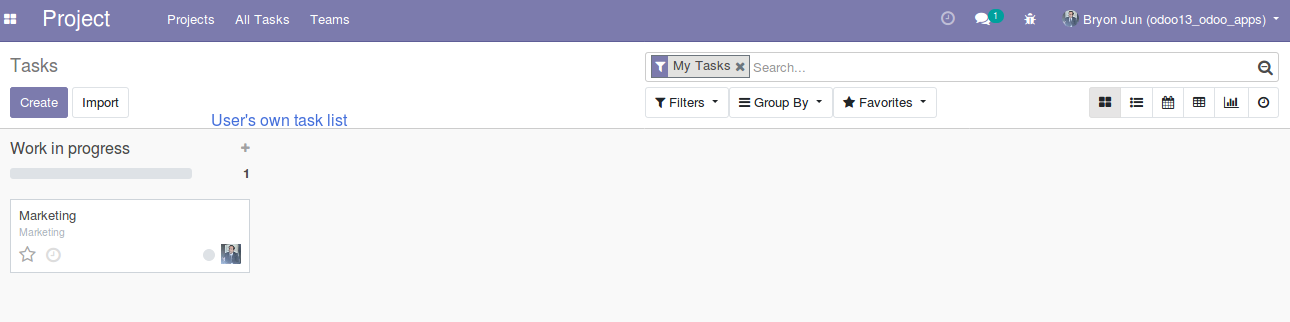 Project Projects All Tasks Teams 1 Bryon Jun (odoo13_odoo_apps)
Tasks My Tasks Search...
Create Import Filters Group By Favorites
User's own task list
Work in progress +
1
Marketing
Marketing